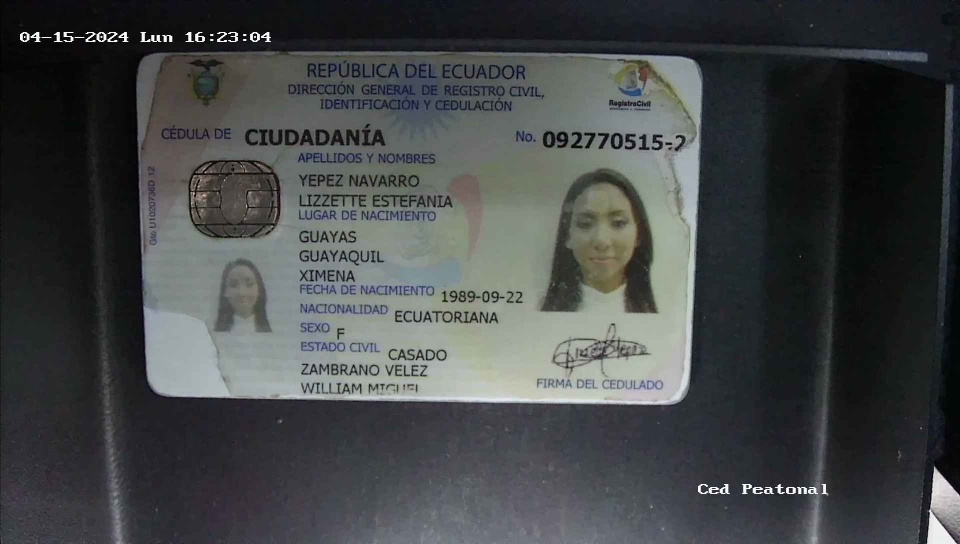 04-15-2024 Lun 16:23:04
REPÚBLICA DEL ECUADOR
DIRECCIÓN GENERAL DE REGISTRO CIVIL,
IDENTIFICACIÓN Y CEDULACIÓN
RegistroCivil
CÉDULA DE CIUDADANÍA
No. 092770515-2
APELLIDOS Y NOMBRES
YEPEZ NAVARRO
LIZZETTE ESTEFANIA
LUGAR DE NACIMIENTO
GUAYAS
GUAYAQUIL
XIMENA
FECHA DE NACIMIENTO 1989-09-22
NACIONALIDAD ECUATORIANA
SEXO F
ESTADO CIVIL CASADO
ZAMBRANO VELEZ
WILLIAM MIGUEL
FIRMA DEL CEDULADO
Ced Peatonal